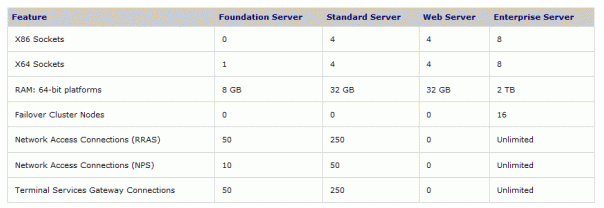 Feature Foundation Server Standard Server Web Server Enterprise Server
X86 Sockets 0 4 4 8
X64 Sockets 1 4 4 8
RAM: 64-bit platforms 8 GB 32 GB 32 GB 2 TB
Failover Cluster Nodes 0 0 0 16
Network Access Connections (RRAS) 50 250 0 Unlimited
Network Access Connections (NPS) 10 50 0 Unlimited
Terminal Services Gateway Connections 50 250 0 Unlimited